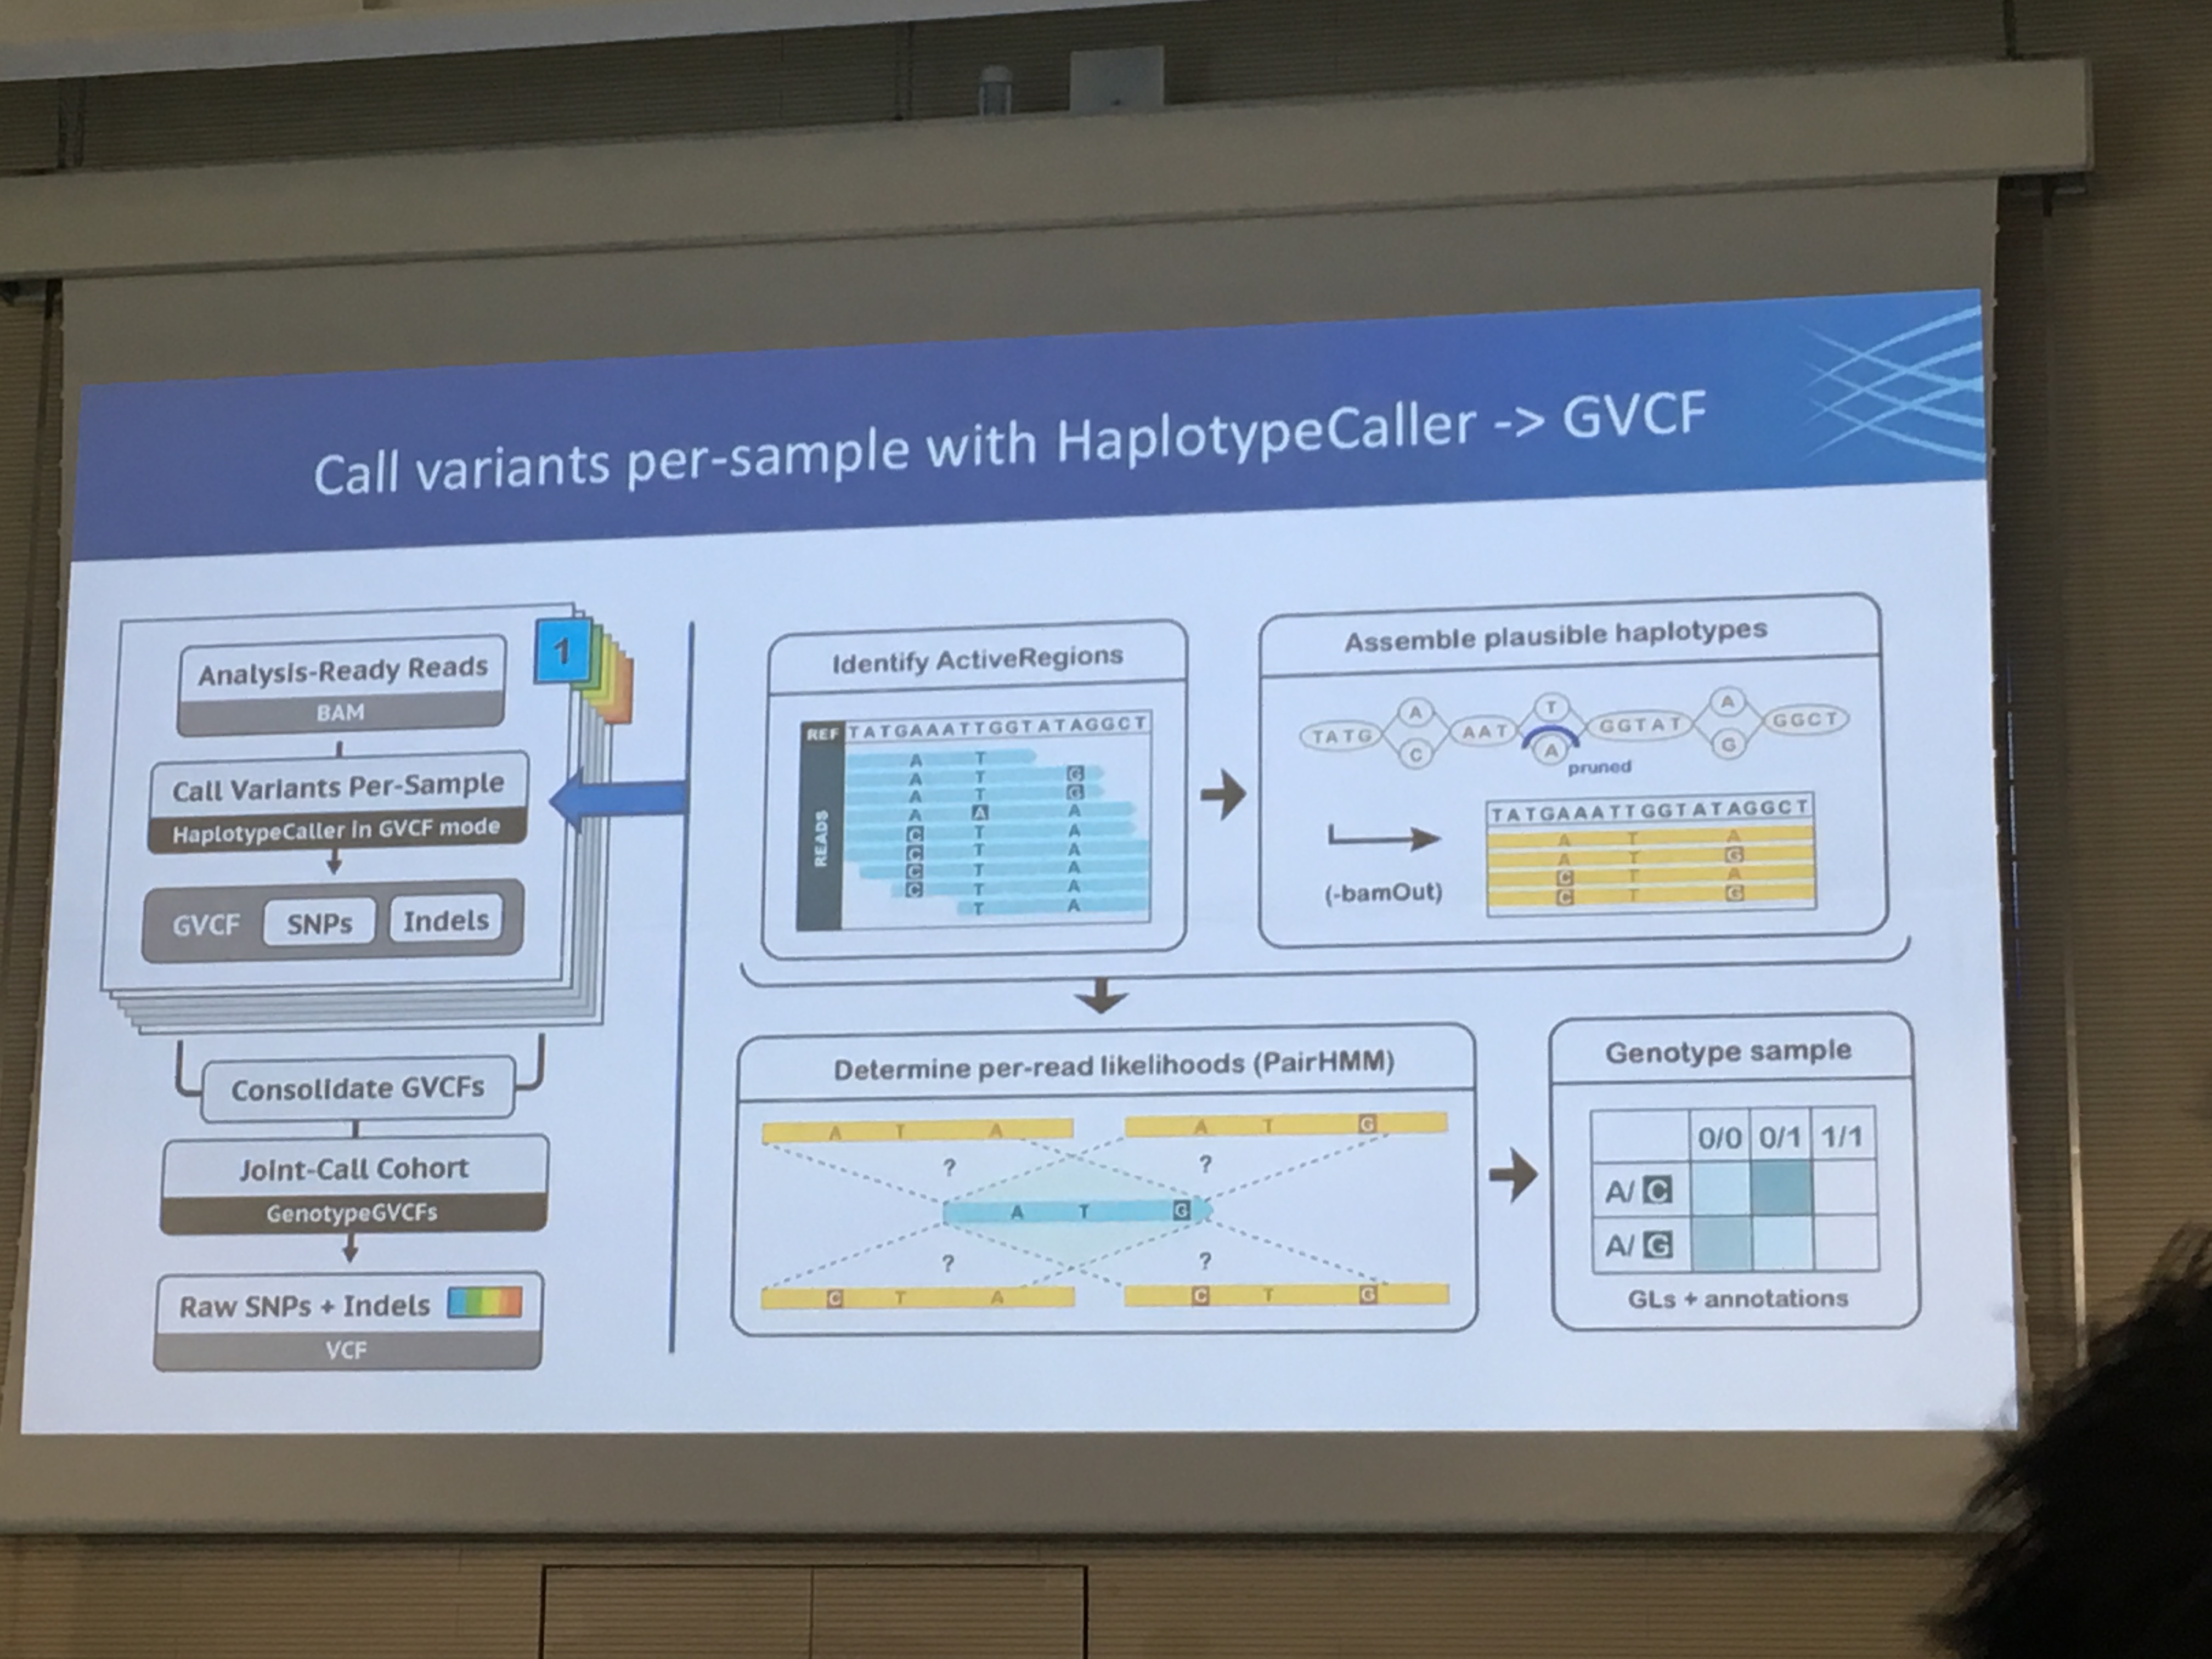 Call variants per-sample with HaplotypeCaller -> GVCF
1
Analysis-Ready Reads
BAM
Call Variants Per-Sample
HaplotypeCaller in GVCF mode
GVCF SNPs Indels
Consolidate GVCFs
Joint-Call Cohort
GenotypeGVCFs
Raw SNPs + Indels
VCF
Identify ActiveRegions
REF TATGAAATTGGTATAGGCT
READS
A T
A T G
A T G
A A A
C T A
C T A
C T A
C T A
T A
Assemble plausible haplotypes
A T A
TATG AAT GGTAT GGCT
C A G
pruned
TATGAAATTGGTATAGGCT
A T A
A T G
C T A
C T G
(-bamOut)
Determine per-read likelihoods (PairHMM)
A T A A T G
? ?
A T G
? ?
C T A C T G
Genotype sample
0/0 0/1 1/1
A/ C
A/ G
GLs + annotations